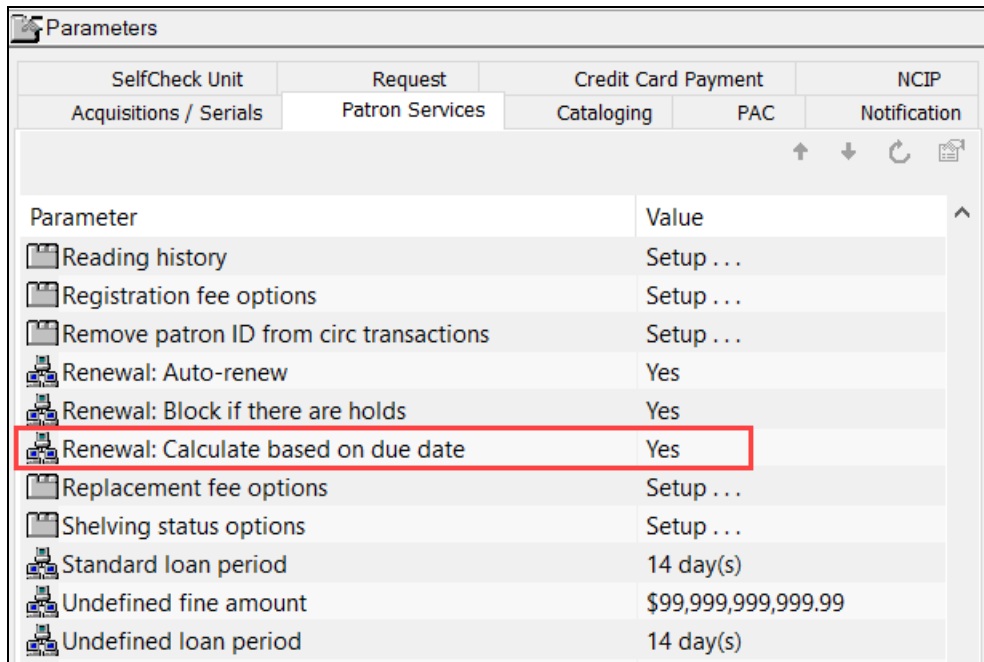 Parameters
SelfCheck Unit Request Credit Card Payment NCIP
Acquisitions / Serials Patron Services Cataloging PAC Notification
Parameter Value
Reading history Setup . . .
Registration fee options Setup . . .
Remove patron ID from circ transactions Setup . . .
Renewal: Auto-renew Yes
Renewal: Block if there are holds Yes
Renewal: Calculate based on due date Yes
Replacement fee options Setup . . .
Shelving status options Setup . . .
Standard loan period 14 day(s)
Undefined fine amount $99,999,999,999.99
Undefined loan period 14 day(s)